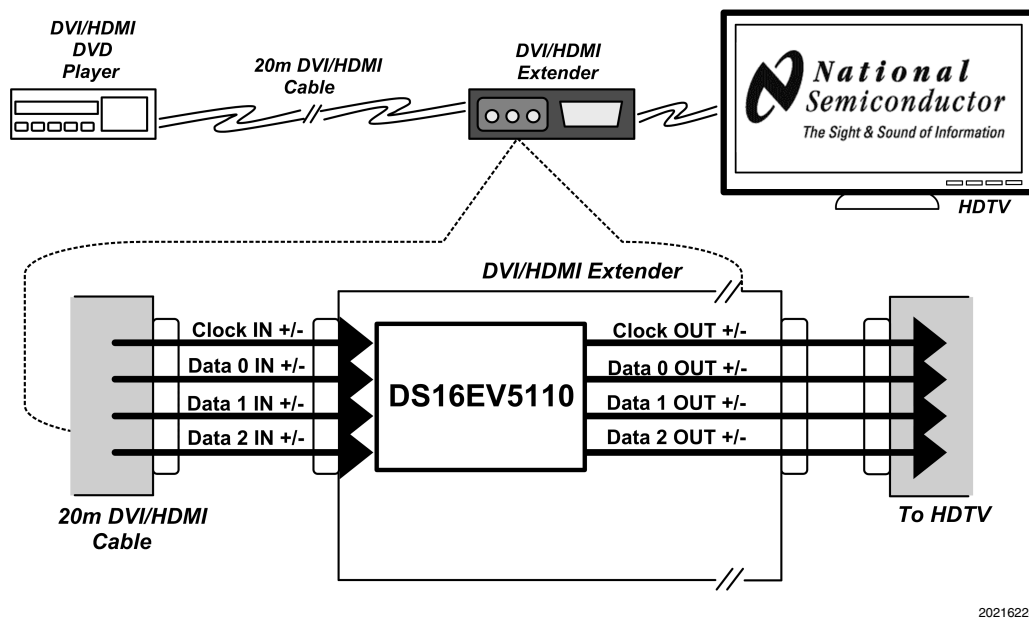 DVI/HDMI
DVD
Player
20m DVI/HDMI
Cable
DVI/HDMI
Extender
National
Semiconductor
The Sight & Sound of Information
HDTV
DVI/HDMI Extender
Clock IN +/-
Data 0 IN +/-
Data 1 IN +/-
Data 2 IN +/-
DS16EV5110
Clock OUT +/-
Data 0 OUT +/-
Data 1 OUT +/-
Data 2 OUT +/-
20m DVI/HDMI
Cable
To HDTV
2021622